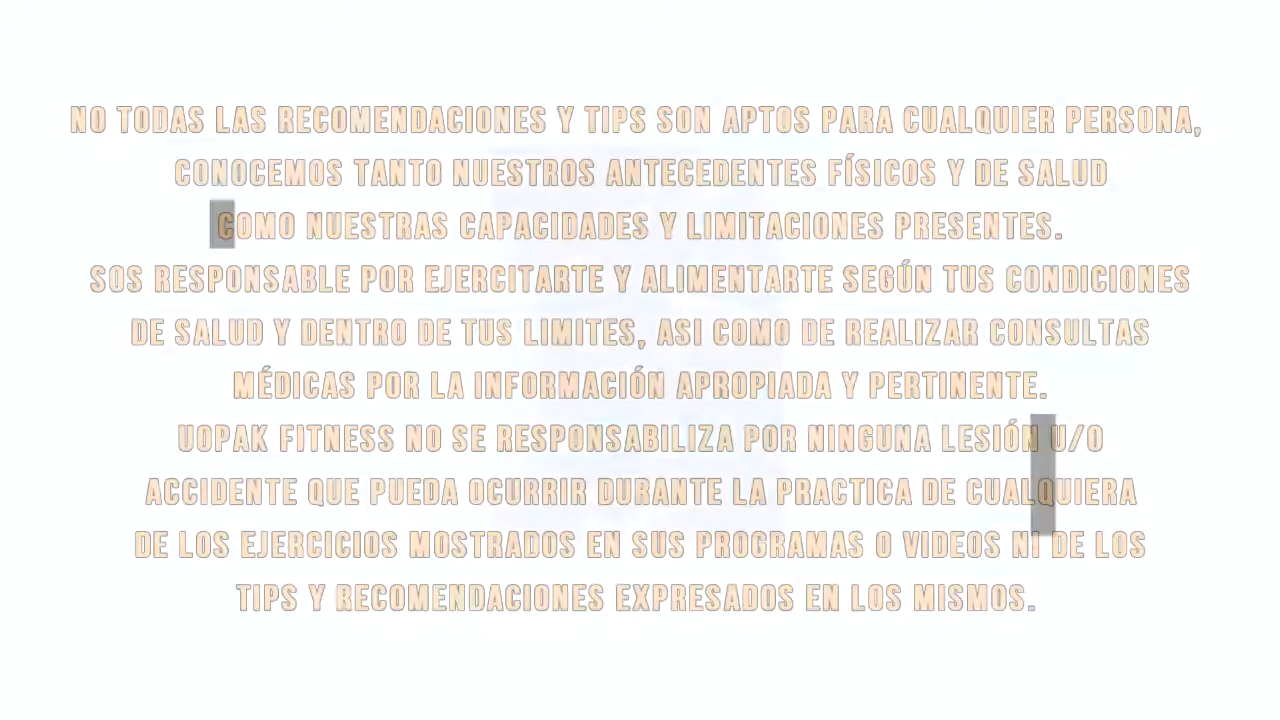 NO TODAS LAS RECOMENDACIONES Y TIPS SON APTOS PARA CUALQUIER PERSONA,
CONOCEMOS TANTO NUESTROS ANTECEDENTES FÍSICOS Y DE SALUD
COMO NUESTRAS CAPACIDADES Y LIMITACIONES PRESENTES.
SOS RESPONSABLE POR EJERCITARTE Y ALIMENTARTE SEGÚN TUS CONDICIONES
DE SALUD Y DENTRO DE TUS LIMITES, ASI COMO DE REALIZAR CONSULTAS
MÉDICAS POR LA INFORMACIÓN APROPIADA Y PERTINENTE.
UOPAK FITNESS NO SE RESPONSABILIZA POR NINGUNA LESIÓN U/O
ACCIDENTE QUE PUEDA OCURRIR DURANTE LA PRACTICA DE CUALQUIERA
DE LOS EJERCICIOS MOSTRADOS EN SUS PROGRAMAS O VIDEOS NI DE LOS
TIPS Y RECOMENDACIONES EXPRESADOS EN LOS MISMOS.